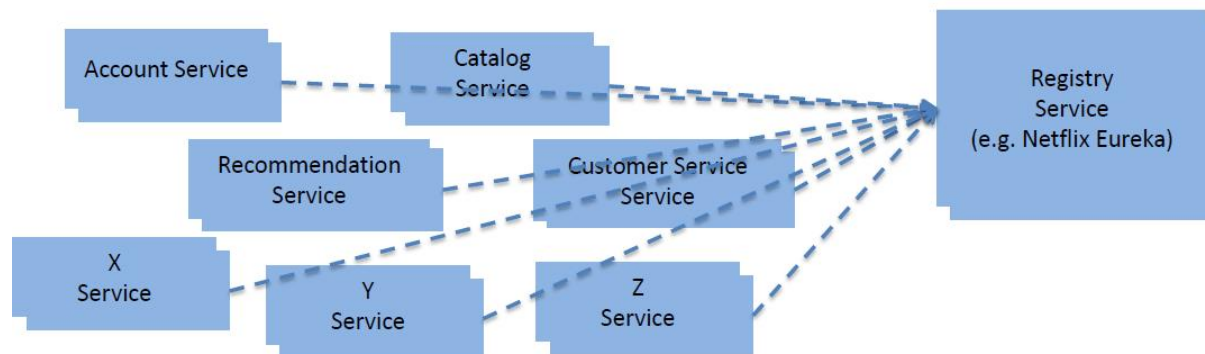 Account Service
Catalog
Service
Registry
Service
(e.g. Netflix Eureka)
Recommendation
Service
Customer Service
Service
X
Service
Y
Service
Z
Service